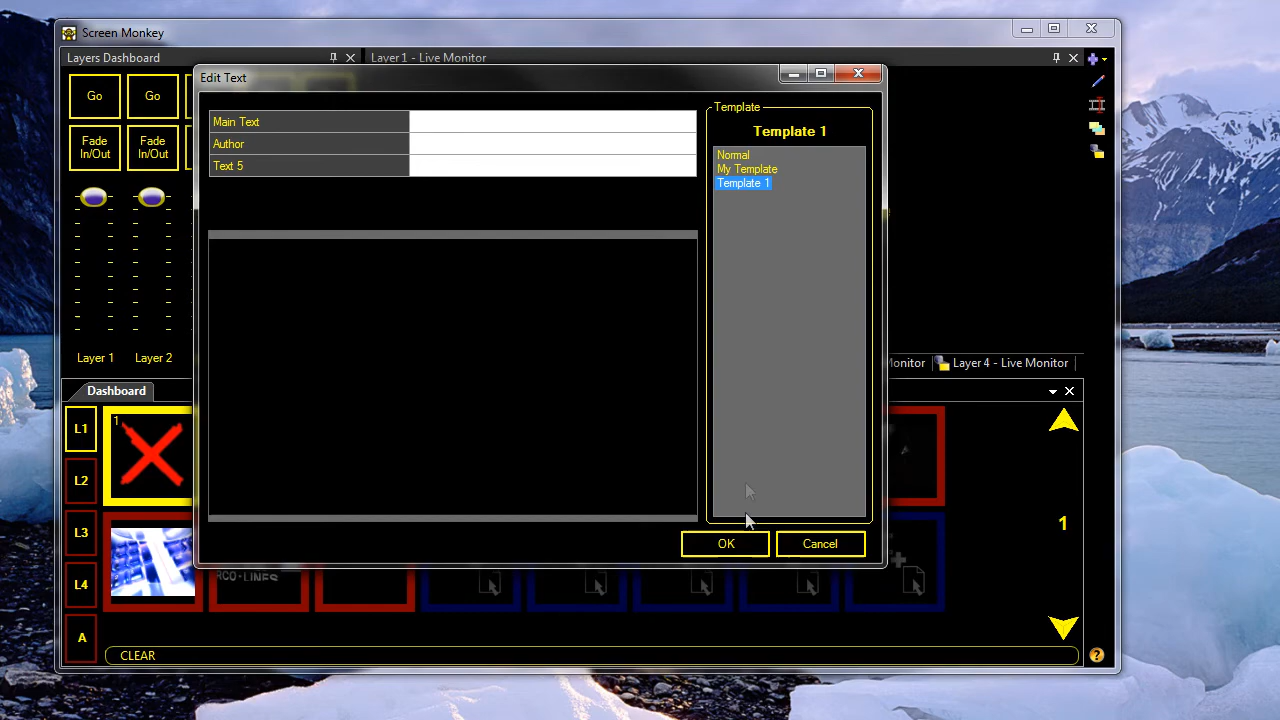 Screen Monkey
Layers Dashboard
Layer 1 - Live Monitor
Edit Text
Go
Go
Fade In/Out
Fade In/Out
Layer 1
Layer 2
Main Text
Author
Text 5
Template
Template 1
Normal
My Template
Template 1
OK
Cancel
Monitor
Layer 4 - Live Monitor
Dashboard
L1
L2
L3
L4
A
1
1
RCO-LINES
CLEAR
?